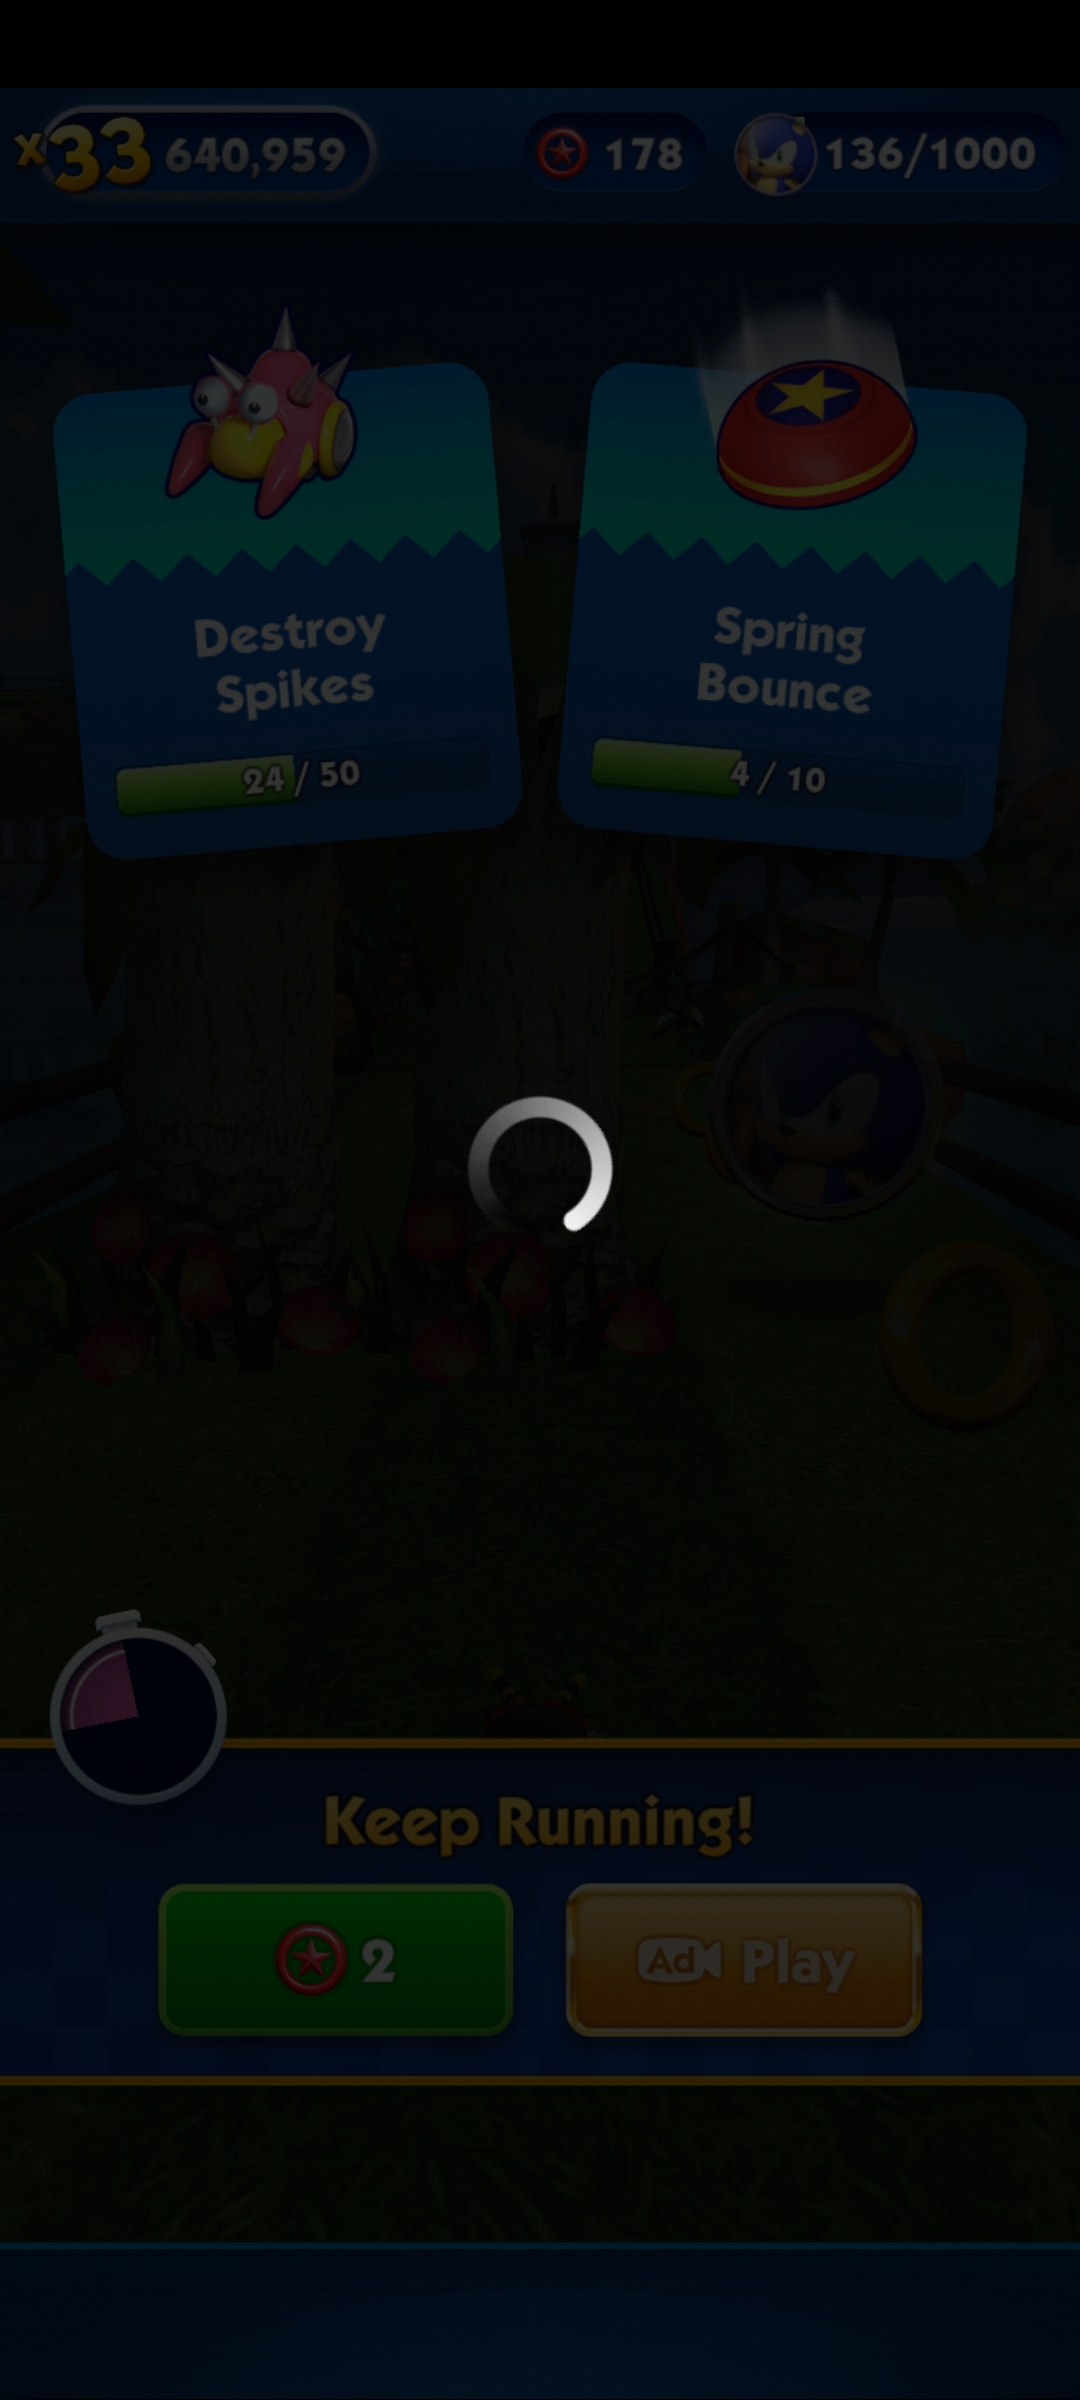 x33 640,959 178 136/1000
Destroy
Spikes
24 / 50
Spring
Bounce
4 / 10
Keep Running!
2
Ad Play